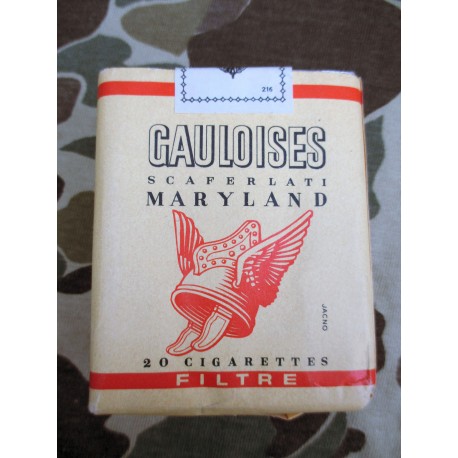 216
GAULOISES
SCAFERLATI
MARYLAND
JACNO
20 CIGARETTES
FILTRE